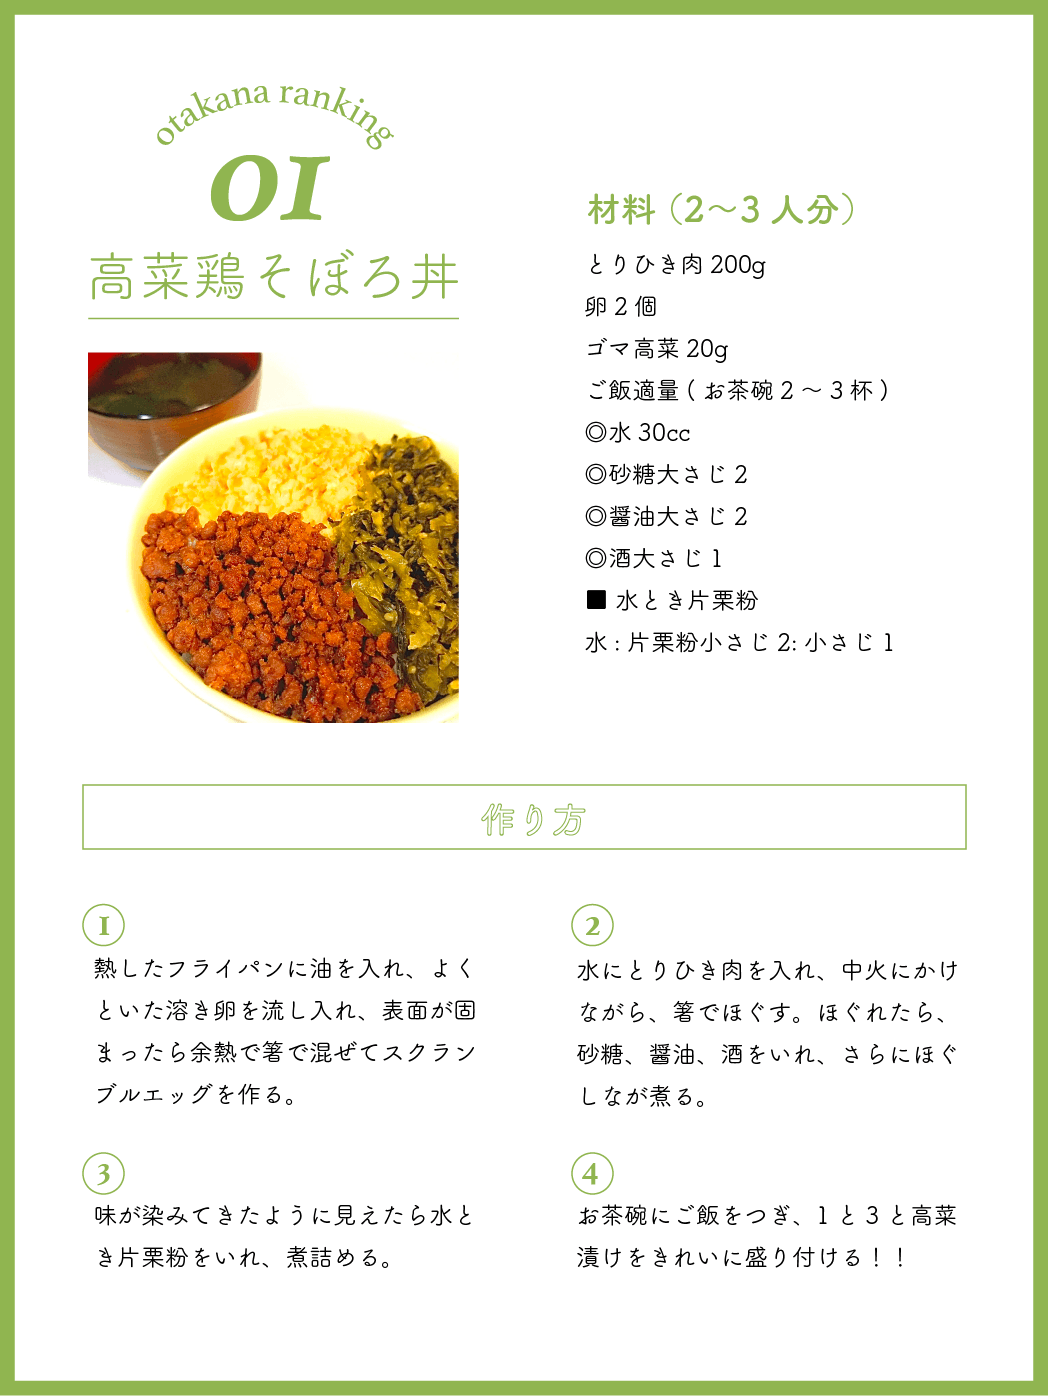 otakana ranking
01
高菜鶏そぼろ丼
材料（2〜3 人分）
とりひき肉 200g
卵 2 個
ゴマ高菜 20g
ご飯適量 ( お茶碗 2 〜 3 杯 )
◎水 30cc
◎砂糖大さじ 2
◎醤油大さじ 2
◎酒大さじ 1
■ 水とき片栗粉
水 : 片栗粉小さじ 2: 小さじ 1
作り方
1
熱したフライパンに油を入れ、よく
といた溶き卵を流し入れ、表面が固
まったら余熱で箸で混ぜてスクラン
ブルエッグを作る。
2
水にとりひき肉を入れ、中火にかけ
ながら、箸でほぐす。ほぐれたら、
砂糖、醤油、酒をいれ、さらにほぐ
しなが煮る。
3
味が染みてきたように見えたら水と
き片栗粉をいれ、煮詰める。
4
お茶碗にご飯をつぎ、1 と 3 と高菜
漬けをきれいに盛り付ける！！